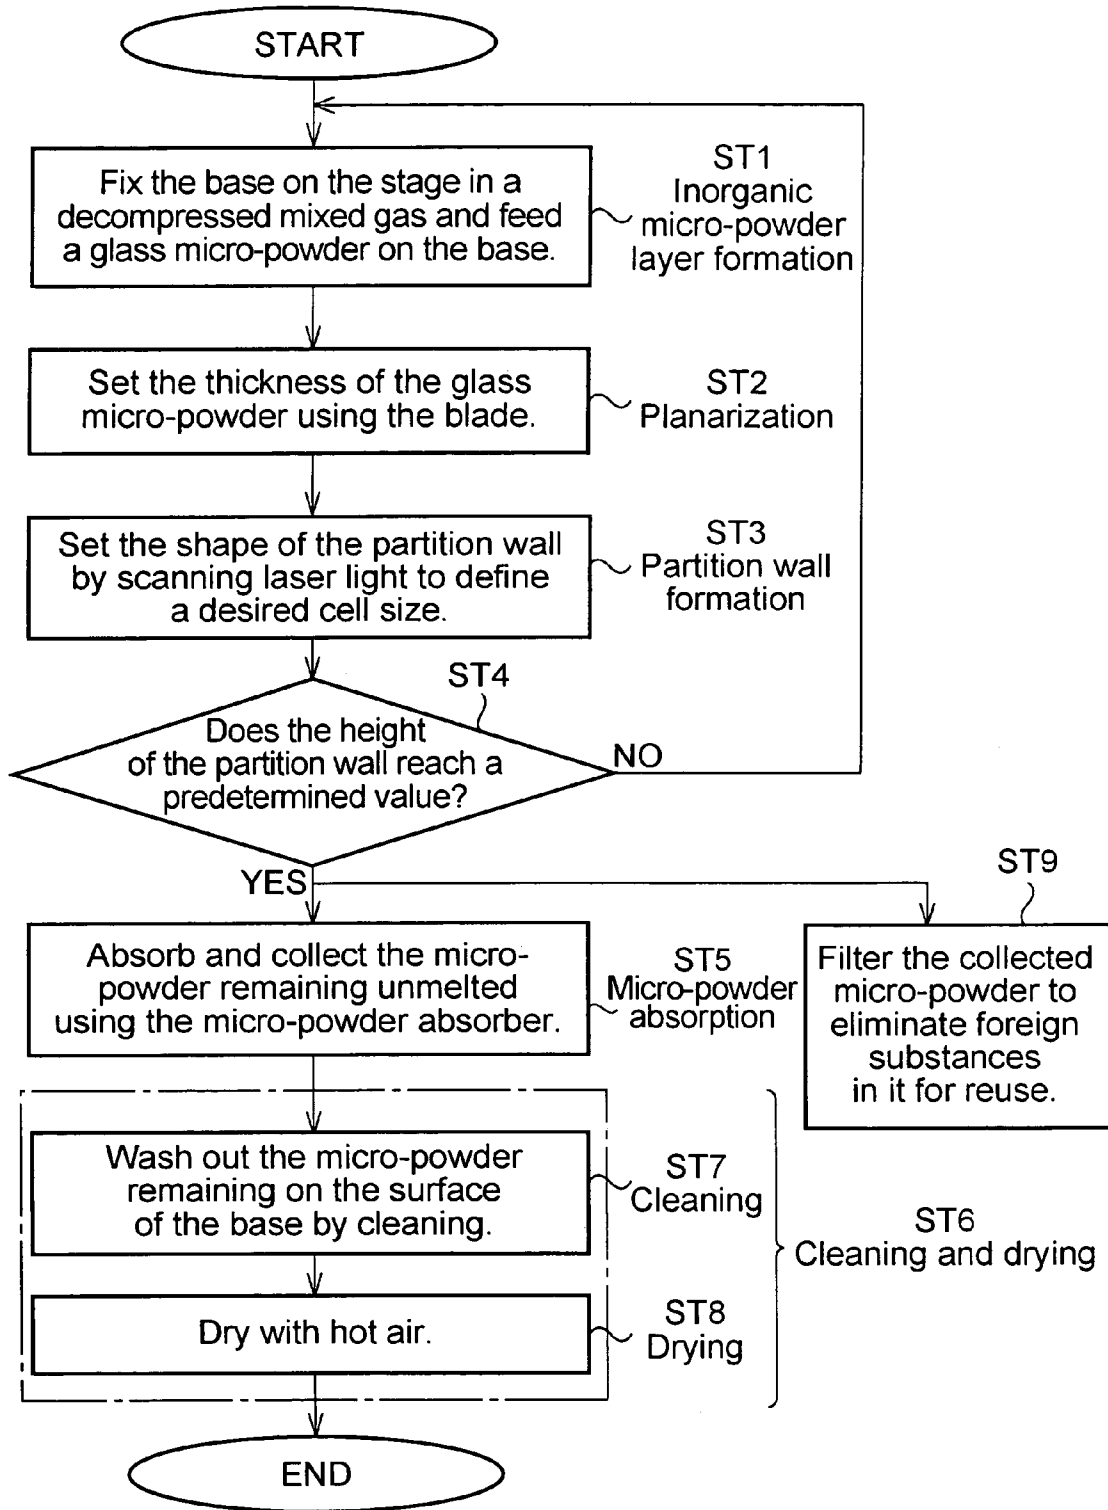 START
Fix the base on the stage in a
decompressed mixed gas and feed
a glass micro-powder on the base.
ST1
Inorganic
micro-powder
layer formation
Set the thickness of the glass
micro-powder using the blade.
ST2
Planarization
Set the shape of the partition wall
by scanning laser light to define
a desired cell size.
ST3
Partition wall
formation
ST4
Does the height
of the partition wall reach a
predetermined value?
NO
YES
ST9
Absorb and collect the micro-
powder remaining unmelted
using the micro-powder absorber.
ST5
Micro-powder
absorption
Filter the collected
micro-powder to
eliminate foreign
substances
in it for reuse.
Wash out the micro-powder
remaining on the surface
of the base by cleaning.
ST7
Cleaning
ST6
Cleaning and drying
Dry with hot air.
ST8
Drying
END